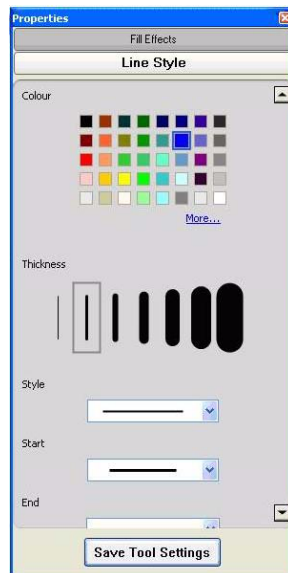 Properties
Fill Effects
Line Style
Colour
More...
Thickness
Style
Start
End
Save Tool Settings